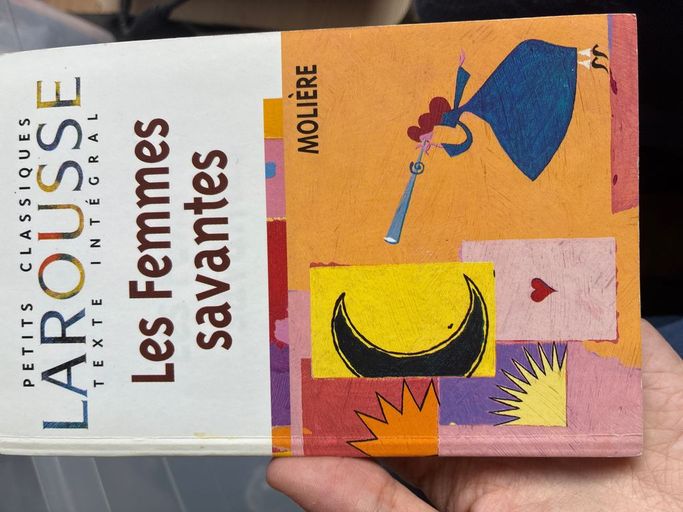 PETITS CLASSIQUES
LAROUSSE
TEXTE INTÉGRAL
Les Femmes
savantes
MOLIÈRE